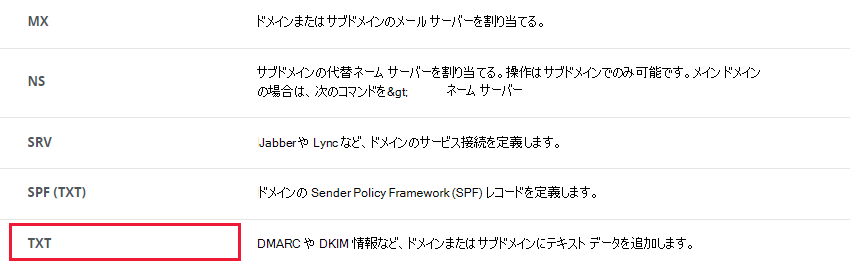 MX ドメインまたはサブドメインのメール サーバーを割り当てる。
NS サブドメインの代替ネーム サーバーを割り当てる。操作はサブドメインでのみ可能です。メイン ドメイン
の場合は、次のコマンドを&gt; ネーム サーバー
SRV Jabber や Lync など、ドメインのサービス接続を定義します。
SPF (TXT) ドメインの Sender Policy Framework (SPF) レコードを定義します。
TXT DMARC や DKIM 情報など、ドメインまたはサブドメインにテキスト データを追加します。